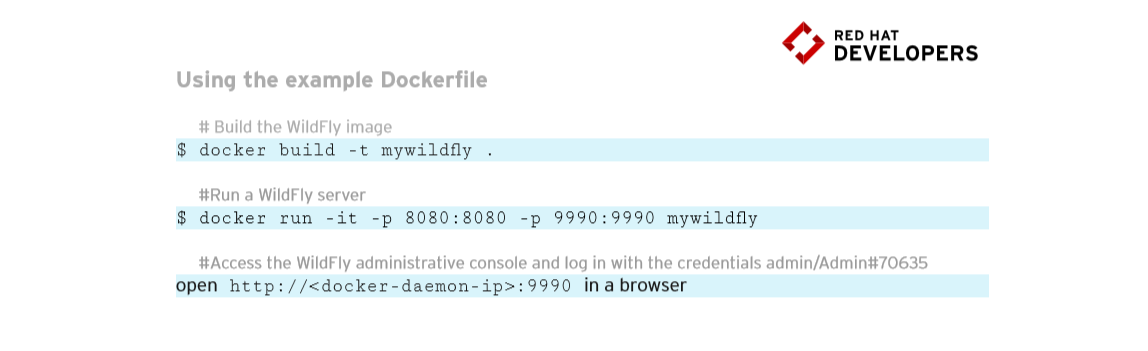 RED HAT
DEVELOPERS
Using the example Dockerfile
# Build the WildFly image
$ docker build -t mywildfly .
#Run a WildFly server
$ docker run -it -p 8080:8080 -p 9990:9990 mywildfly
#Access the WildFly administrative console and log in with the credentials admin/Admin#70635
open http://<docker-daemon-ip>:9990 in a browser